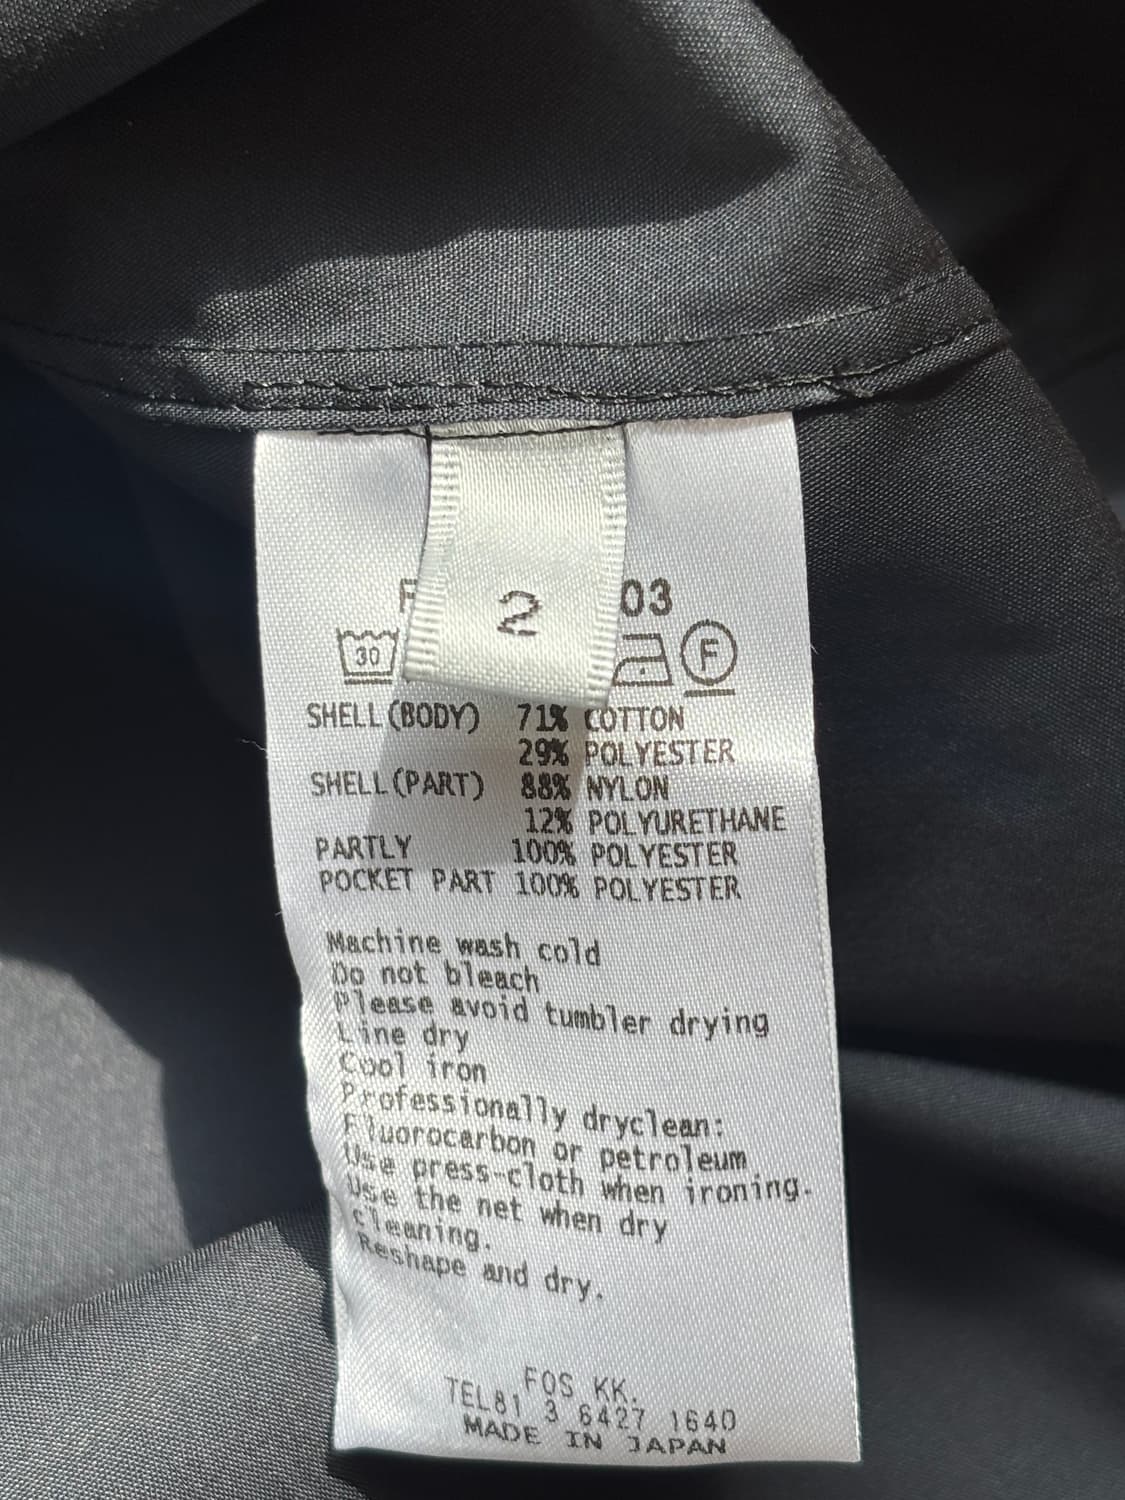 2
03
30
F
SHELL(BODY) 71% COTTON
29% POLYESTER
SHELL(PART) 88% NYLON
12% POLYURETHANE
PARTLY 100% POLYESTER
POCKET PART 100% POLYESTER
Machine wash cold
Do not bleach
Please avoid tumbler drying
Line dry
Cool iron
Professionally dryclean:
Fluorocarbon or petroleum
Use press-cloth when ironing.
Use the net when dry
cleaning.
Reshape and dry.
FOS KK.
TEL81 3 6427 1640
MADE IN JAPAN